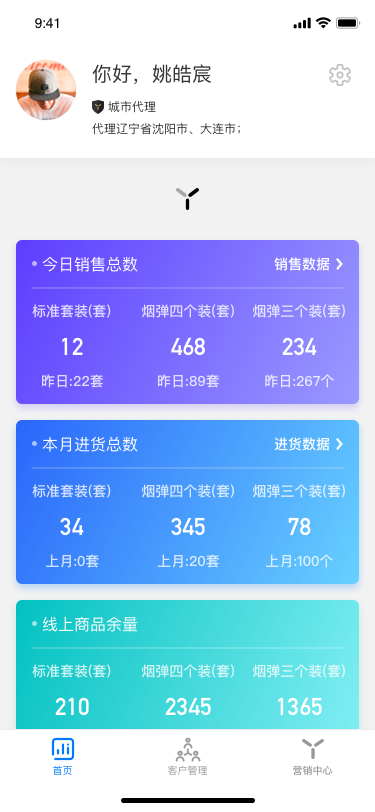 9:41
你好，姚皓宸
城市代理
代理辽宁省沈阳市、大连市；
今日销售总数 销售数据
标准套装(套) 烟弹四个装(套) 烟弹三个装(套)
12 468 234
昨日:22套 昨日:89套 昨日:267个
本月进货总数 进货数据
标准套装(套) 烟弹四个装(套) 烟弹三个装(套)
34 345 78
上月:0套 上月:20套 上月:100个
线上商品余量
标准套装(套) 烟弹四个装(套) 烟弹三个装(套)
210 2345 1365
首页 客户管理 营销中心